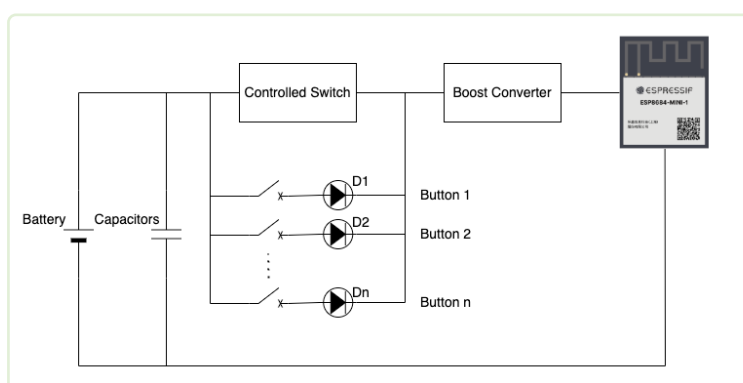 Controlled Switch
Boost Converter
ESPRESSIF
ESP8684-MINI-1
D1
Button 1
Battery
Capacitors
D2
Button 2
Dn
Button n